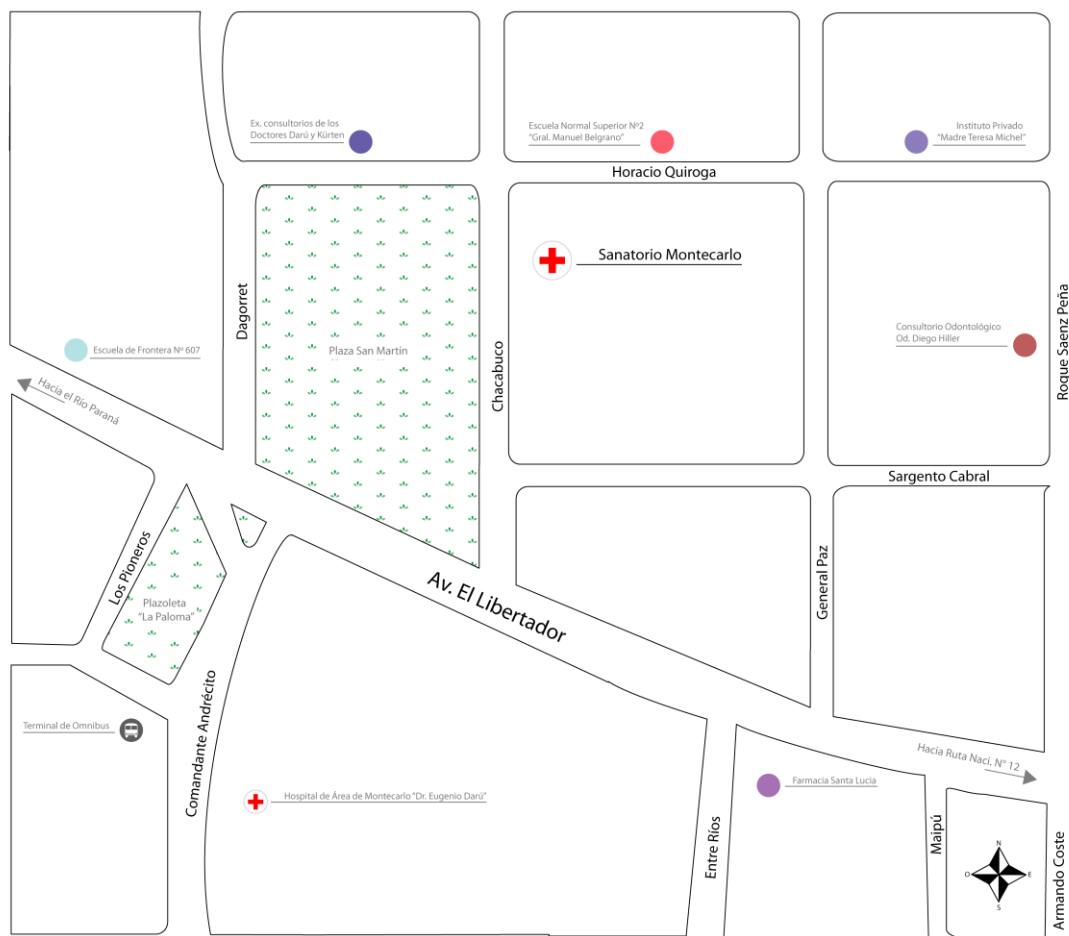 Ex. consultorios de los
Doctores Darú y Kürten
Escuela Normal Superior Nº2
“Gral. Manuel Belgrano”
Instituto Privado
“Madre Teresa Michel”
Horacio Quiroga
Sanatorio Montecarlo
Dagorret
Plaza San Martín
Chacabuco
Consultorio Odontológico
Od. Diego Hiller
Roque Saenz Peña
Escuela de Frontera Nº 607
Hacia el Río Paraná
Sargento Cabral
Los Pioneros
Plazoleta
“La Paloma”
Av. El Libertador
General Paz
Comandante Andrécito
Terminal de Omnibus
Hospital de Área de Montecarlo “Dr. Eugenio Darú”
Entre Ríos
Farmacia Santa Lucia
Hacia Ruta Naci. N° 12
Maipú
Armando Coste
N
O
E
S